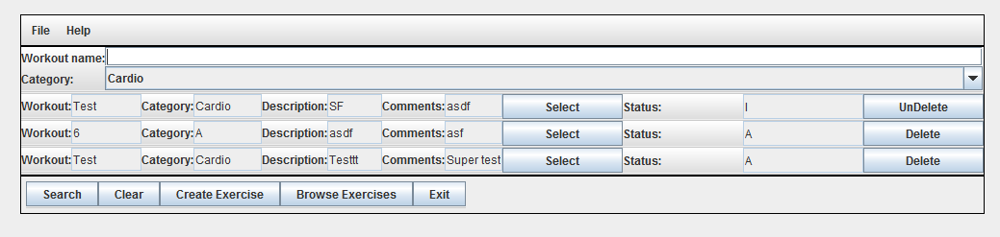 File Help
Workout name:
Category: Cardio
Workout: Test Category: Cardio Description: SF Comments: asdf Select Status: I UnDelete
Workout: 6 Category: A Description: asdf Comments: asf Select Status: A Delete
Workout: Test Category: Cardio Description: Testtt Comments: Super test Select Status: A Delete
Search Clear Create Exercise Browse Exercises Exit